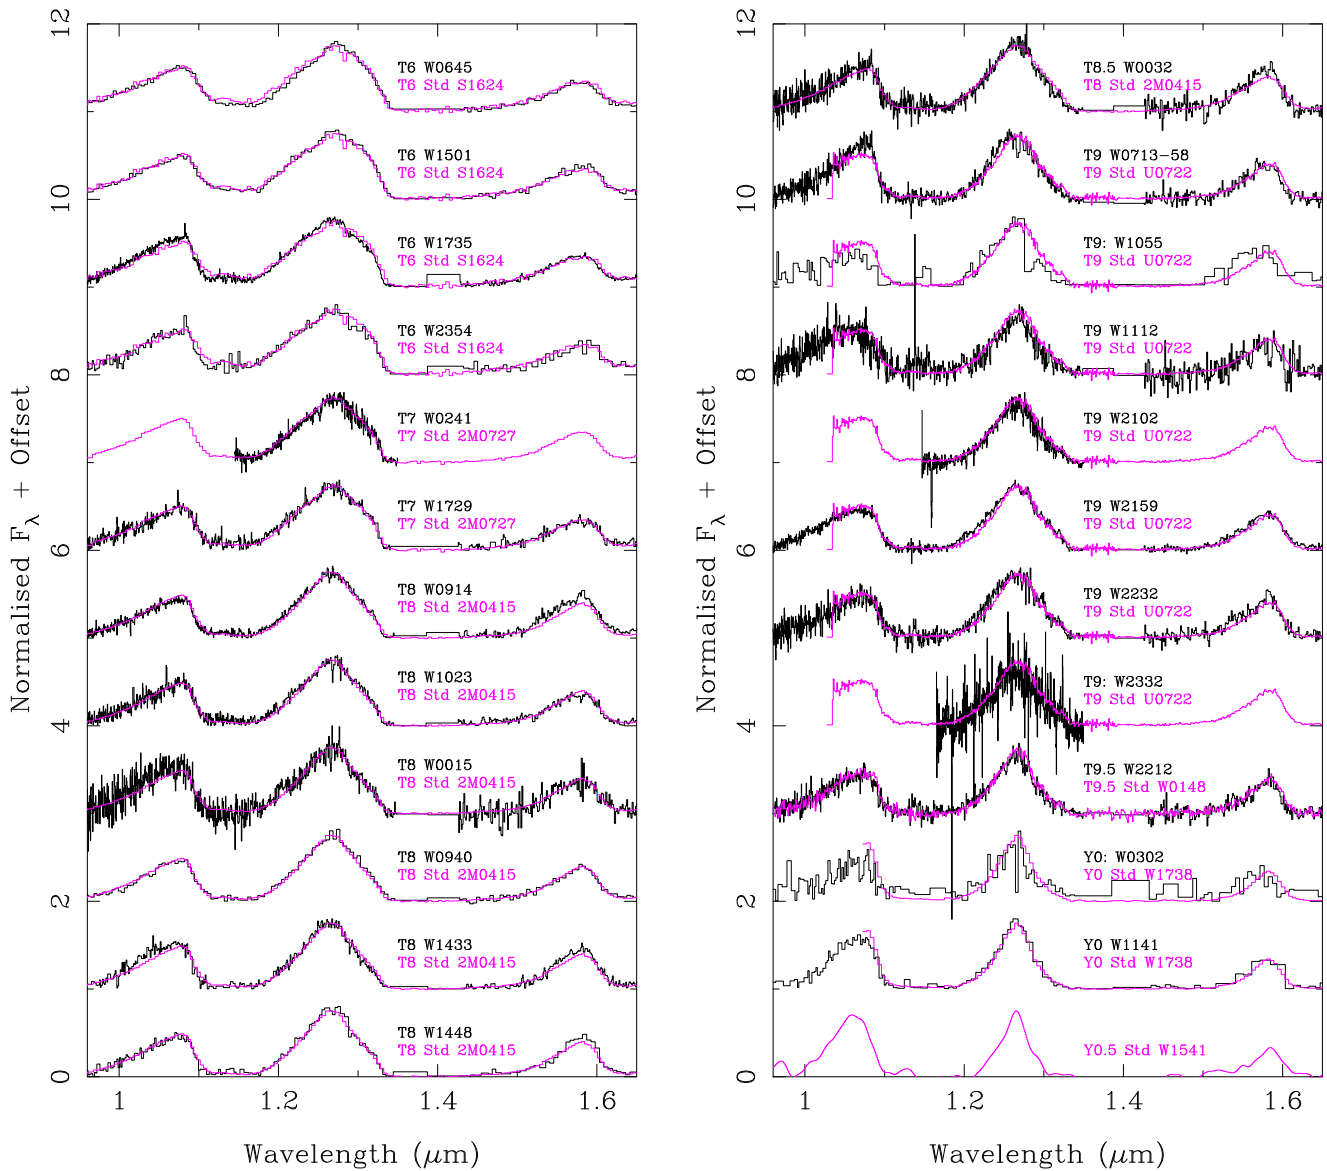 12
10
8
6
4
2
0
Normalised Fλ + Offset
T6 W0645
T6 Std S1624
T6 W1501
T6 Std S1624
T6 W1735
T6 Std S1624
T6 W2354
T6 Std S1624
T7 W0241
T7 Std 2M0727
T7 W1729
T7 Std 2M0727
T8 W0914
T8 Std 2M0415
T8 W1023
T8 Std 2M0415
T8 W0015
T8 Std 2M0415
T8 W0940
T8 Std 2M0415
T8 W1433
T8 Std 2M0415
T8 W1448
T8 Std 2M0415
1 1.2 1.4 1.6
Wavelength (μm)
12
10
8
6
4
2
0
Normalised Fλ + Offset
T8.5 W0032
T8 Std 2M0415
T9 W0713-58
T9 Std U0722
T9: W1055
T9 Std U0722
T9 W1112
T9 Std U0722
T9 W2102
T9 Std U0722
T9 W2159
T9 Std U0722
T9 W2232
T9 Std U0722
T9: W2332
T9 Std U0722
T9.5 W2212
T9.5 Std W0148
Y0: W0302
Y0 Std W1738
Y0 W1141
Y0 Std W1738
Y0.5 Std W1541
1 1.2 1.4 1.6
Wavelength (μm)